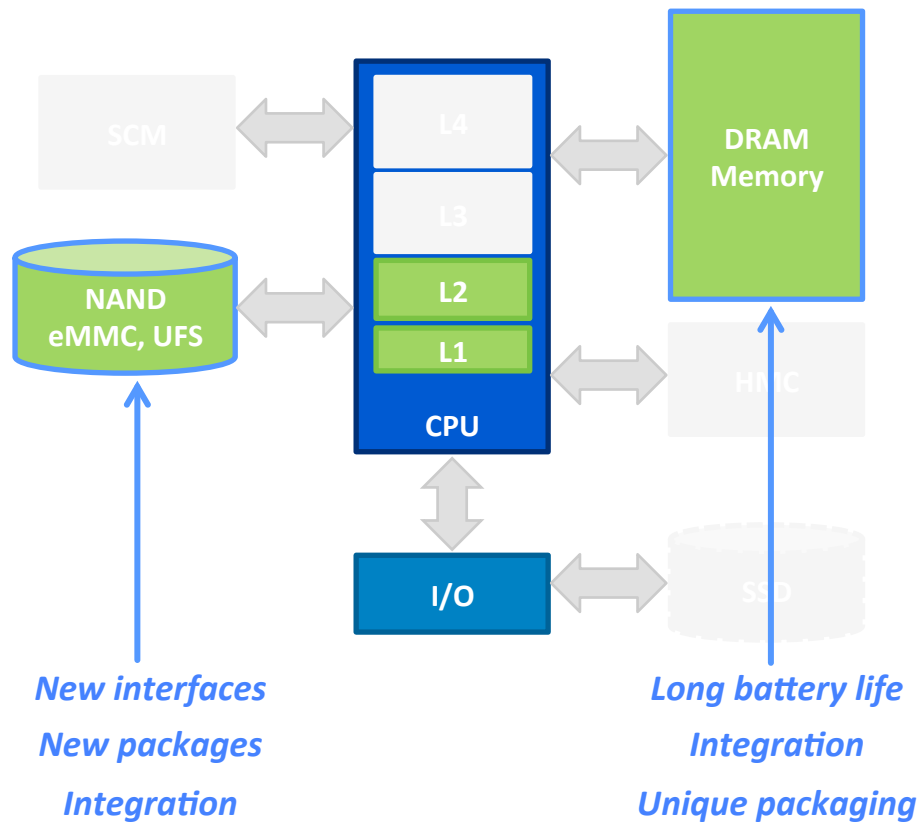 SCM
L4
DRAM
Memory
L3
NAND
eMMC, UFS
L2
L1
HMC
CPU
I/O
SSD
New interfaces
New packages
Integration
Long battery life
Integration
Unique packaging